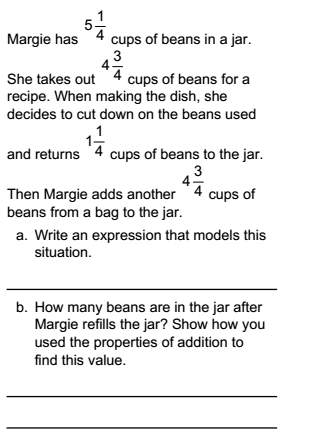 Margie has 5 1/4 cups of beans in a jar.
She takes out 4 3/4 cups of beans for a
recipe. When making the dish, she
decides to cut down on the beans used
and returns 1 1/4 cups of beans to the jar.
Then Margie adds another 4 3/4 cups of
beans from a bag to the jar.
a. Write an expression that models this
situation.
b. How many beans are in the jar after
Margie refills the jar? Show how you
used the properties of addition to
find this value.